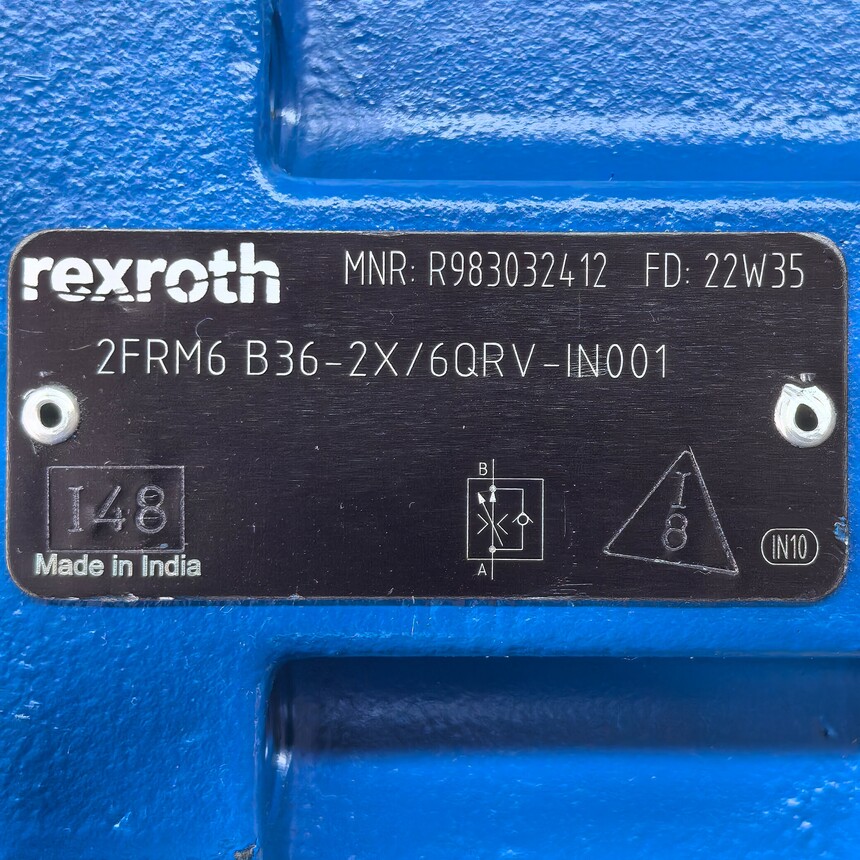 rexroth MNR: R983032412 FD: 22W35
2FRM6 B36-2X/6QRV-IN001
B
I48
I
8
IN10
Made in India
A